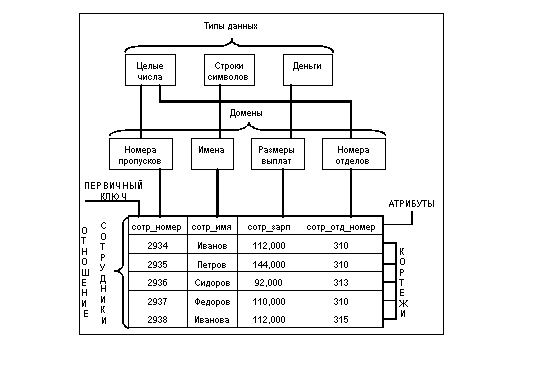 Типы данных
Целые числа
Строки символов
Деньги
Домены
Номера пропусков
Имена
Размеры выплат
Номера отделов
ПЕРВИЧНЫЙ КЛЮЧ
АТРИБУТЫ
сотр_номер сотр_имя сотр_зарп сотр_отд_номер
2934 Иванов 112,000 310
2935 Петров 144,000 310
2936 Сидоров 92,000 313
2937 Федоров 110,000 310
2938 Иванова 112,000 315
ОТНОШЕНИЕ
СОТРУДНИКИ
КОРТЕЖИ